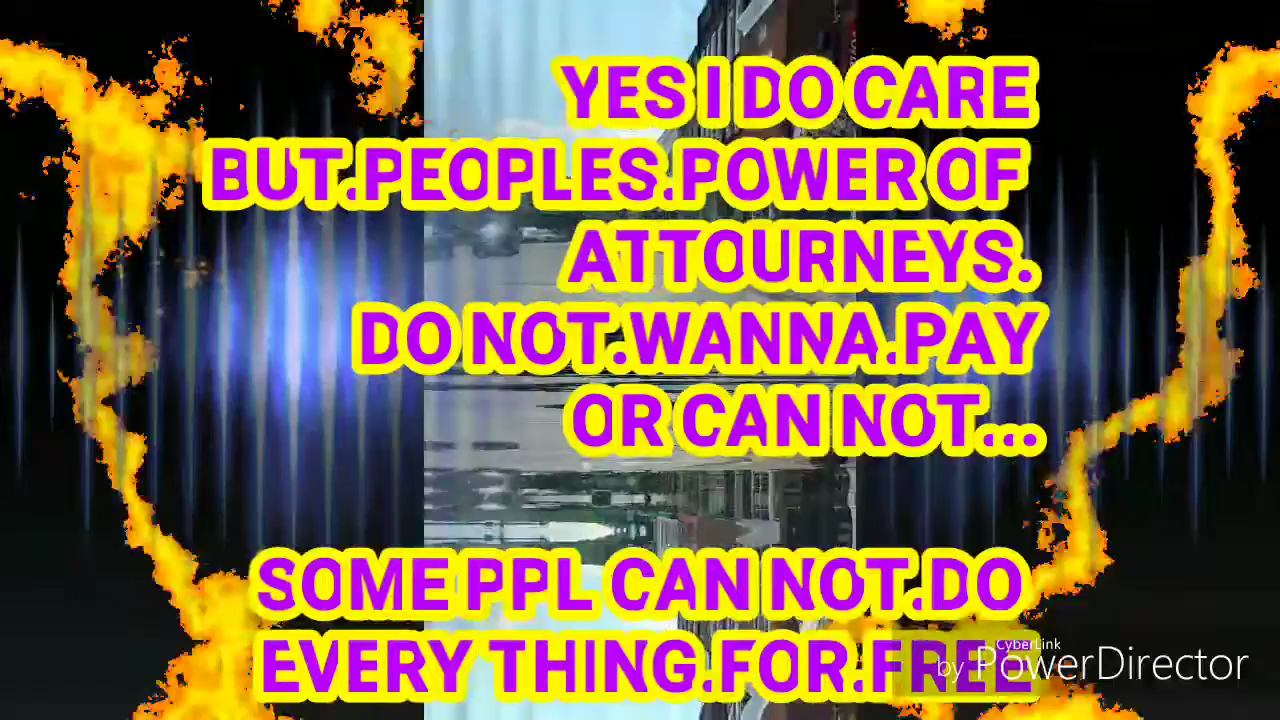 YES I DO CARE
BUT.PEOPLES.POWER OF
ATTOURNEYS.
DO NOT.WANNA.PAY
OR CAN NOT...
SOME PPL CAN NOT.DO
EVERY THING.FOR.FREE
CyberLink
by PowerDirector